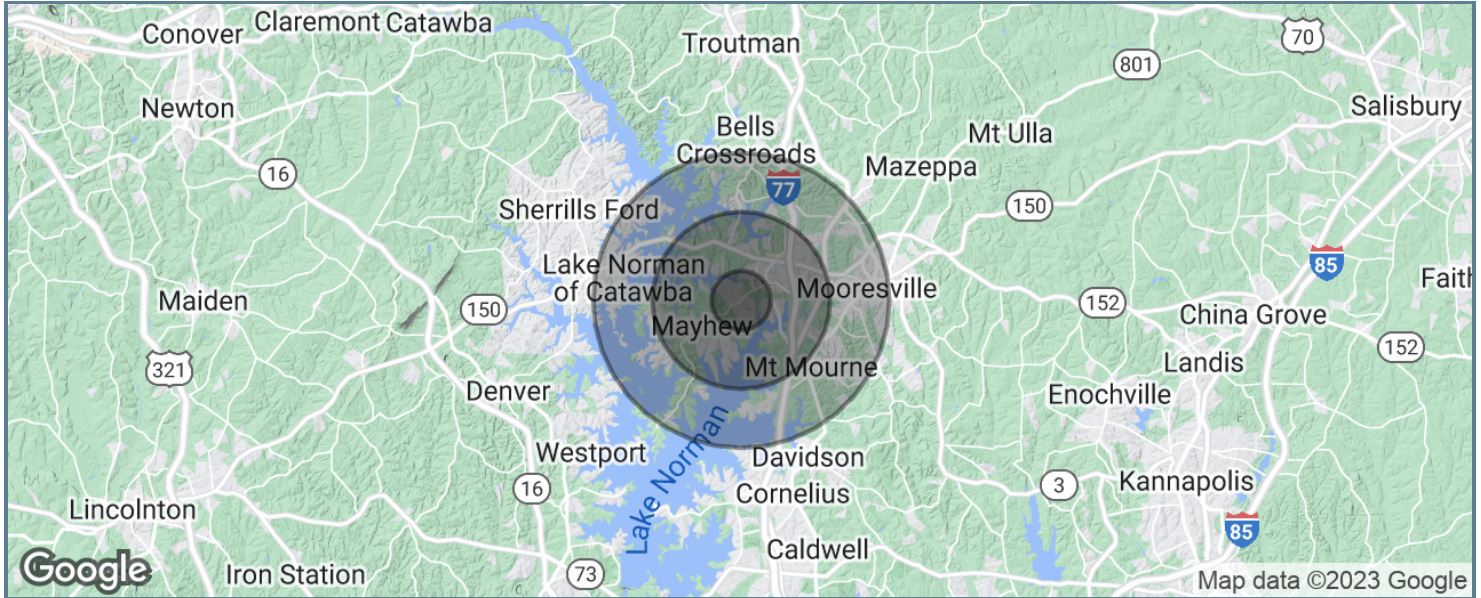 Conover
Claremont
Catawba
Troutman
70
801
Newton
Salisbury
Bells
Crossroads
Mt Ulla
Mazeppa
16
77
150
Sherrills Ford
85
Lake Norman
of Catawba
Mooresville
Faith
Maiden
150
152
China Grove
Mayhew
152
321
Mt Mourne
Landis
Denver
Enochville
Westport
Lake Norman
Davidson
16
Cornelius
3
Kannapolis
Lincolnton
85
Caldwell
Google
Iron Station
73
Map data ©2023 Google